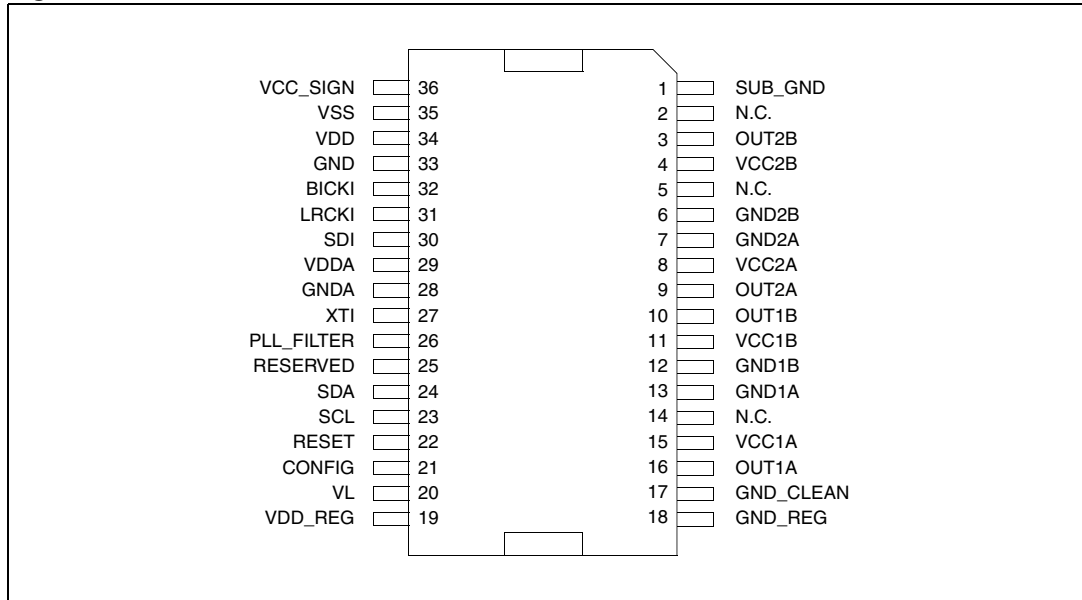 VCC_SIGN 36 1 SUB_GND
VSS 35 2 N.C.
VDD 34 3 OUT2B
GND 33 4 VCC2B
BICKI 32 5 N.C.
LRCKI 31 6 GND2B
SDI 30 7 GND2A
VDDA 29 8 VCC2A
GNDA 28 9 OUT2A
XTI 27 10 OUT1B
PLL_FILTER 26 11 VCC1B
RESERVED 25 12 GND1B
SDA 24 13 GND1A
SCL 23 14 N.C.
RESET 22 15 VCC1A
CONFIG 21 16 OUT1A
VL 20 17 GND_CLEAN
VDD_REG 19 18 GND_REG